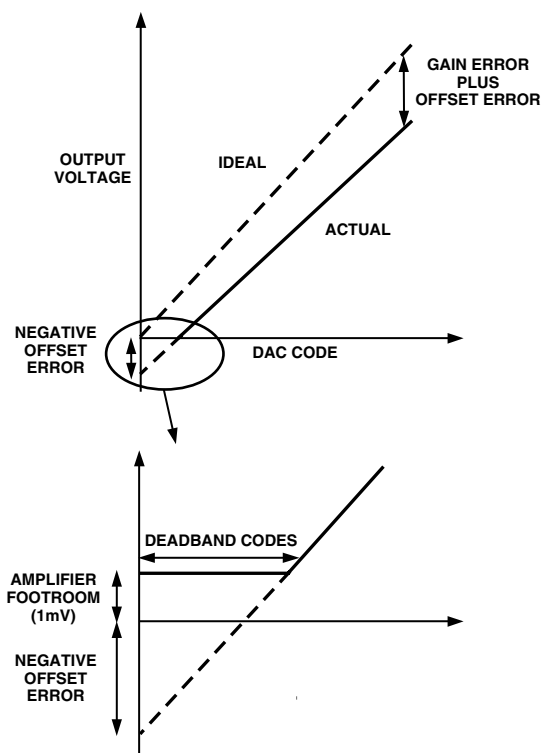 GAIN ERROR
PLUS
OFFSET ERROR
OUTPUT
VOLTAGE
IDEAL
ACTUAL
NEGATIVE
OFFSET
ERROR
DAC CODE
DEADBAND CODES
AMPLIFIER
FOOTROOM
(1mV)
NEGATIVE
OFFSET
ERROR